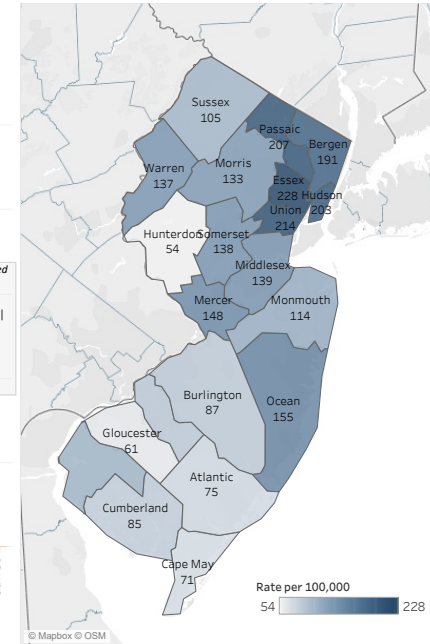 Sussex
105
Passaic
207
Bergen
191
Warren
137
Morris
133
Essex
228
Hudson
203
Union
214
Hunterdon
54
Somerset
138
Middlesex
139
Mercer
148
Monmouth
114
Burlington
87
Ocean
155
Gloucester
61
Atlantic
75
Cumberland
85
Cape May
71
Rate per 100,000
54
228
© Mapbox © OSM